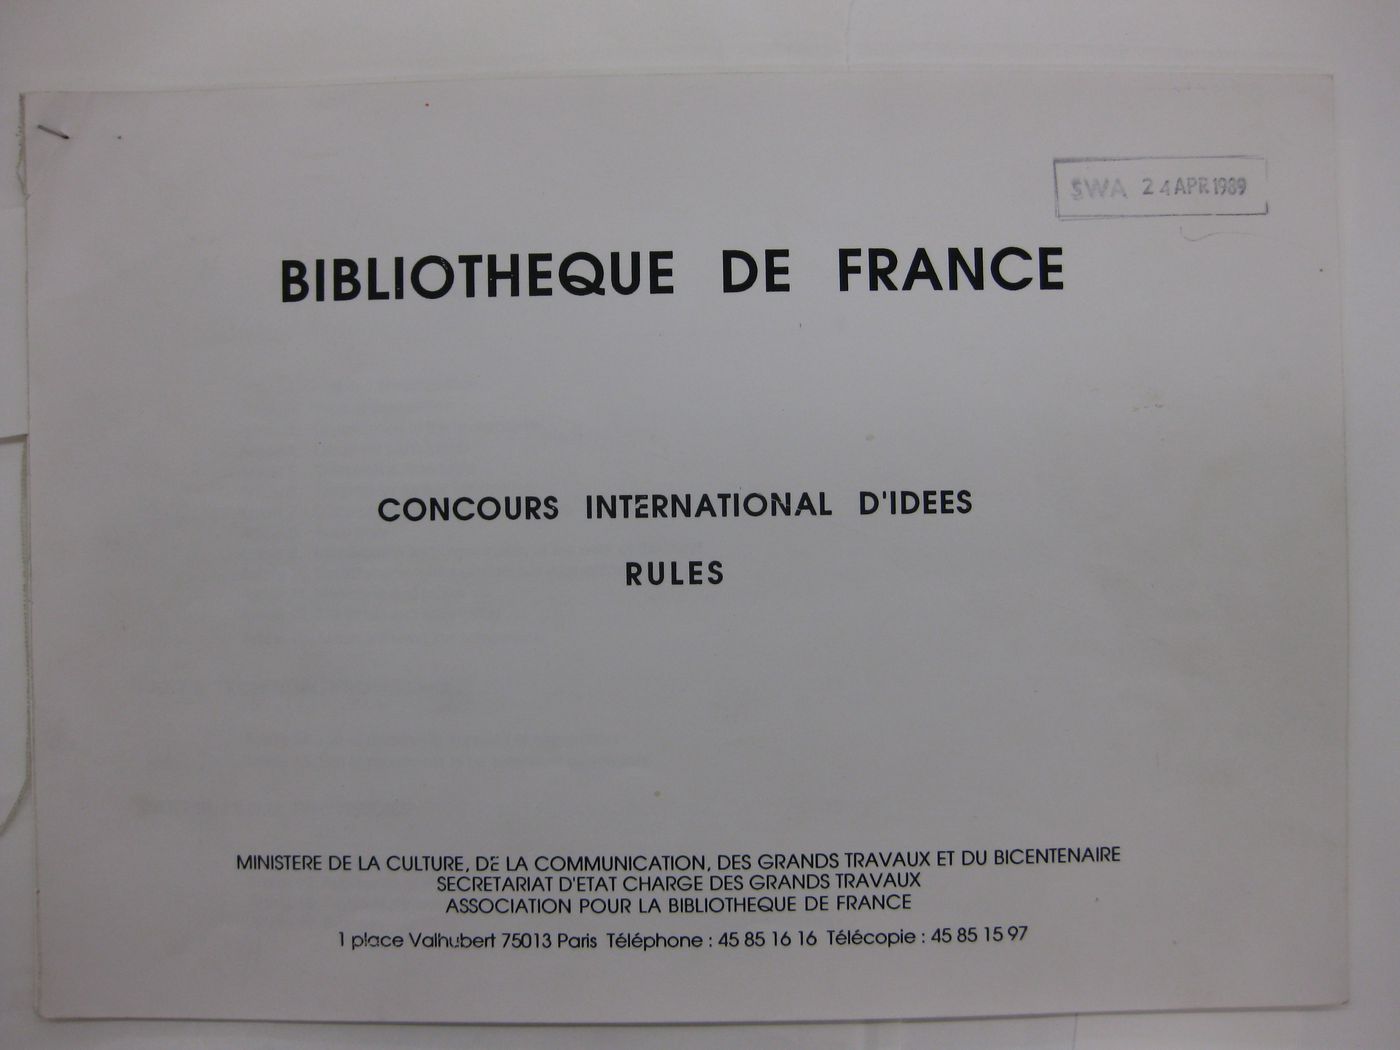 SWA 24 APR 1989
BIBLIOTHEQUE DE FRANCE
CONCOURS INTERNATIONAL D'IDEES
RULES
MINISTERE DE LA CULTURE, DE LA COMMUNICATION, DES GRANDS TRAVAUX ET DU BICENTENAIRE
SECRETARIAT D'ETAT CHARGE DES GRANDS TRAVAUX
ASSOCIATION POUR LA BIBLIOTHEQUE DE FRANCE
1 place Valhubert 75013 Paris Téléphone : 45 85 16 16 Télécopie : 45 85 15 97